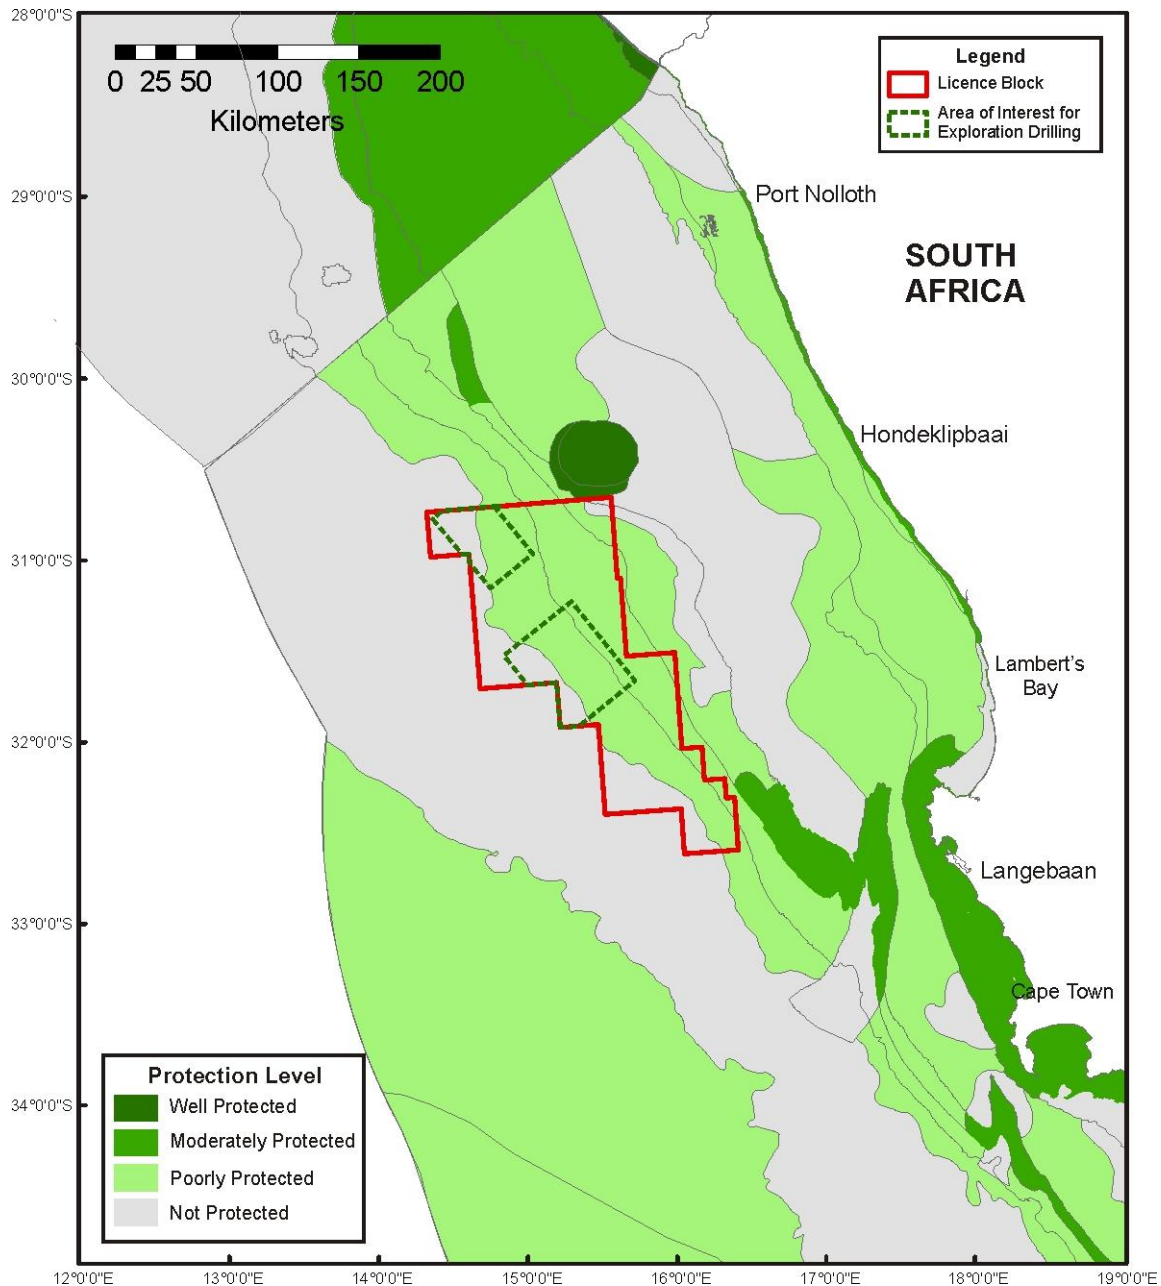 28°0'0"S
29°0'0"S
30°0'0"S
31°0'0"S
32°0'0"S
33°0'0"S
34°0'0"S
0 25 50 100 150 200
Kilometers
Legend
Licence Block
Area of Interest for
Exploration Drilling
Port Nolloth
SOUTH
AFRICA
Hondeklipbaai
Lambert's
Bay
Langebaan
Cape Town
Protection Level
Well Protected
Moderately Protected
Poorly Protected
Not Protected
12°0'0"E 13°0'0"E 14°0'0"E 15°0'0"E 16°0'0"E 17°0'0"E 18°0'0"E 19°0'0"E